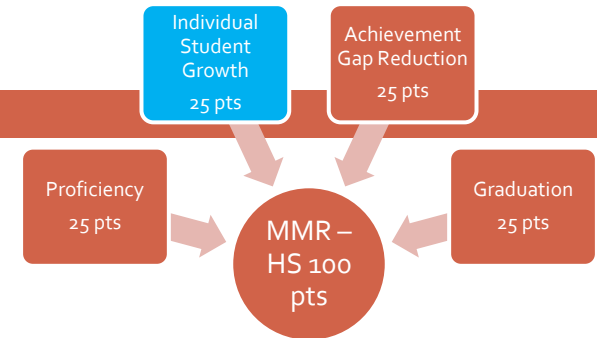 Individual
Student
Growth
25 pts
Achievement
Gap Reduction
25 pts
Proficiency
25 pts
Graduation
25 pts
MMR –
HS 100
pts